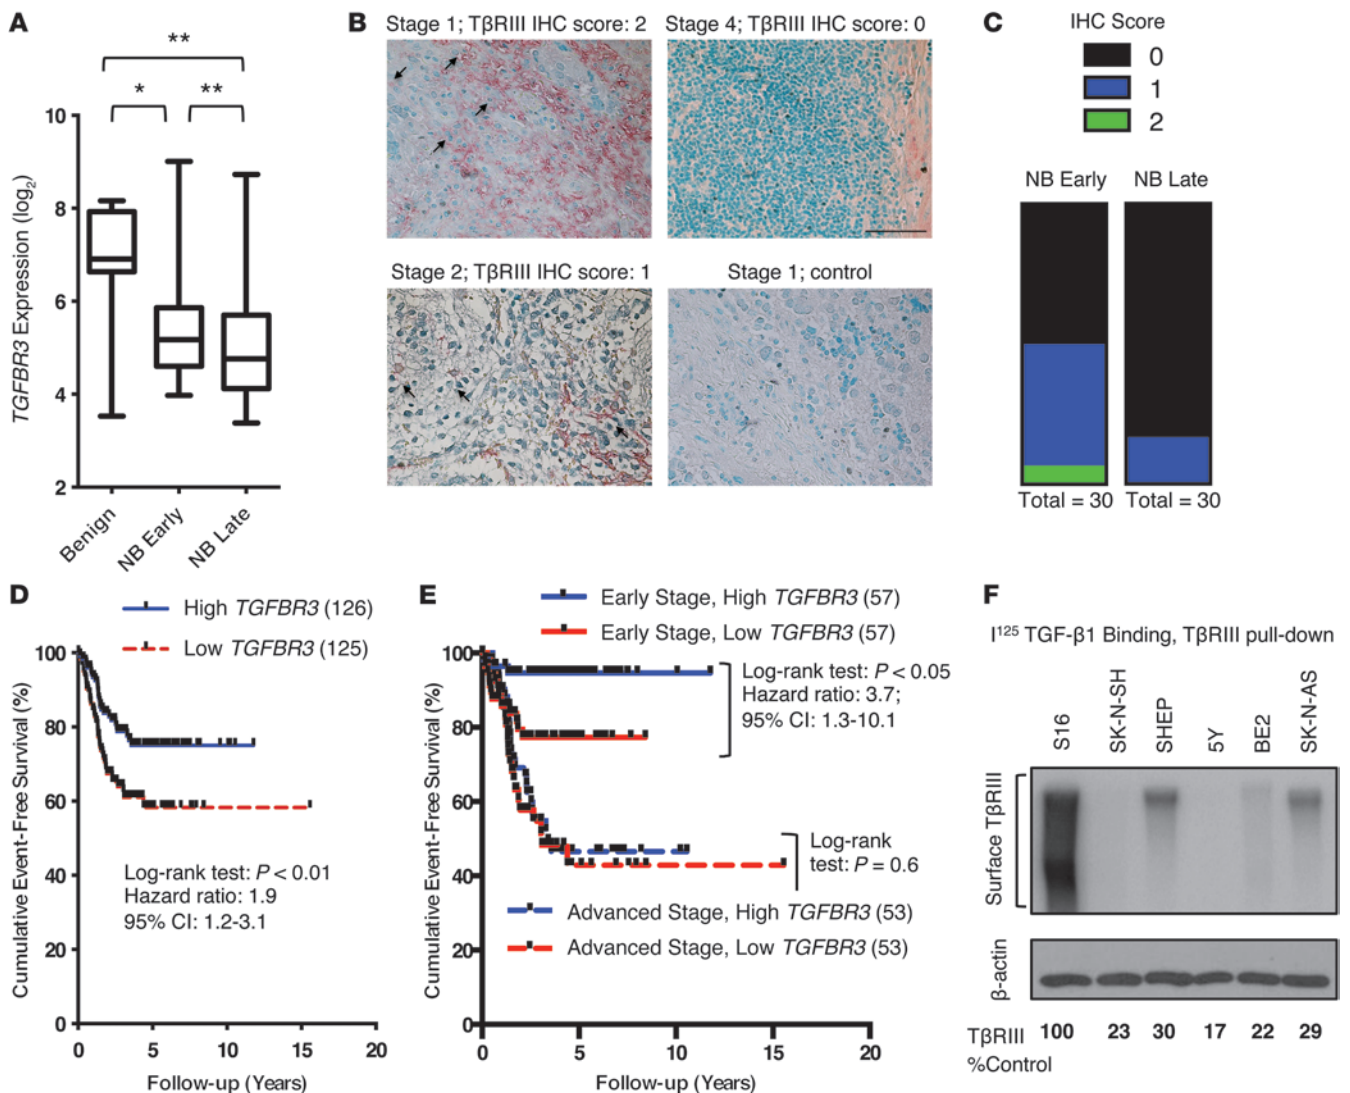 A
**
*
**
10
8
6
4
2
TGFBR3 Expression (log2)
Benign
NB Early
NB Late
B
Stage 1; TβRIII IHC score: 2
Stage 4; TβRIII IHC score: 0
Stage 2; TβRIII IHC score: 1
Stage 1; control
C
IHC Score
0
1
2
NB Early
NB Late
Total = 30
Total = 30
D
High TGFBR3 (126)
Low TGFBR3 (125)
100
80
60
40
20
0
Cumulative Event-Free Survival (%)
Log-rank test: P < 0.01
Hazard ratio: 1.9
95% CI: 1.2-3.1
0
5
10
15
20
Follow-up (Years)
E
Early Stage, High TGFBR3 (57)
Early Stage, Low TGFBR3 (57)
100
80
60
40
20
0
Cumulative Event-Free Survival (%)
Log-rank test: P < 0.05
Hazard ratio: 3.7;
95% CI: 1.3-10.1
Log-rank
test: P = 0.6
Advanced Stage, High TGFBR3 (53)
Advanced Stage, Low TGFBR3 (53)
0
5
10
15
20
Follow-up (Years)
F
I125 TGF-β1 Binding, TβRIII pull-down
S16
SK-N-SH
SHEP
5Y
BE2
SK-N-AS
Surface TβRIII
β-actin
TβRIII 100 23 30 17 22 29
%Control